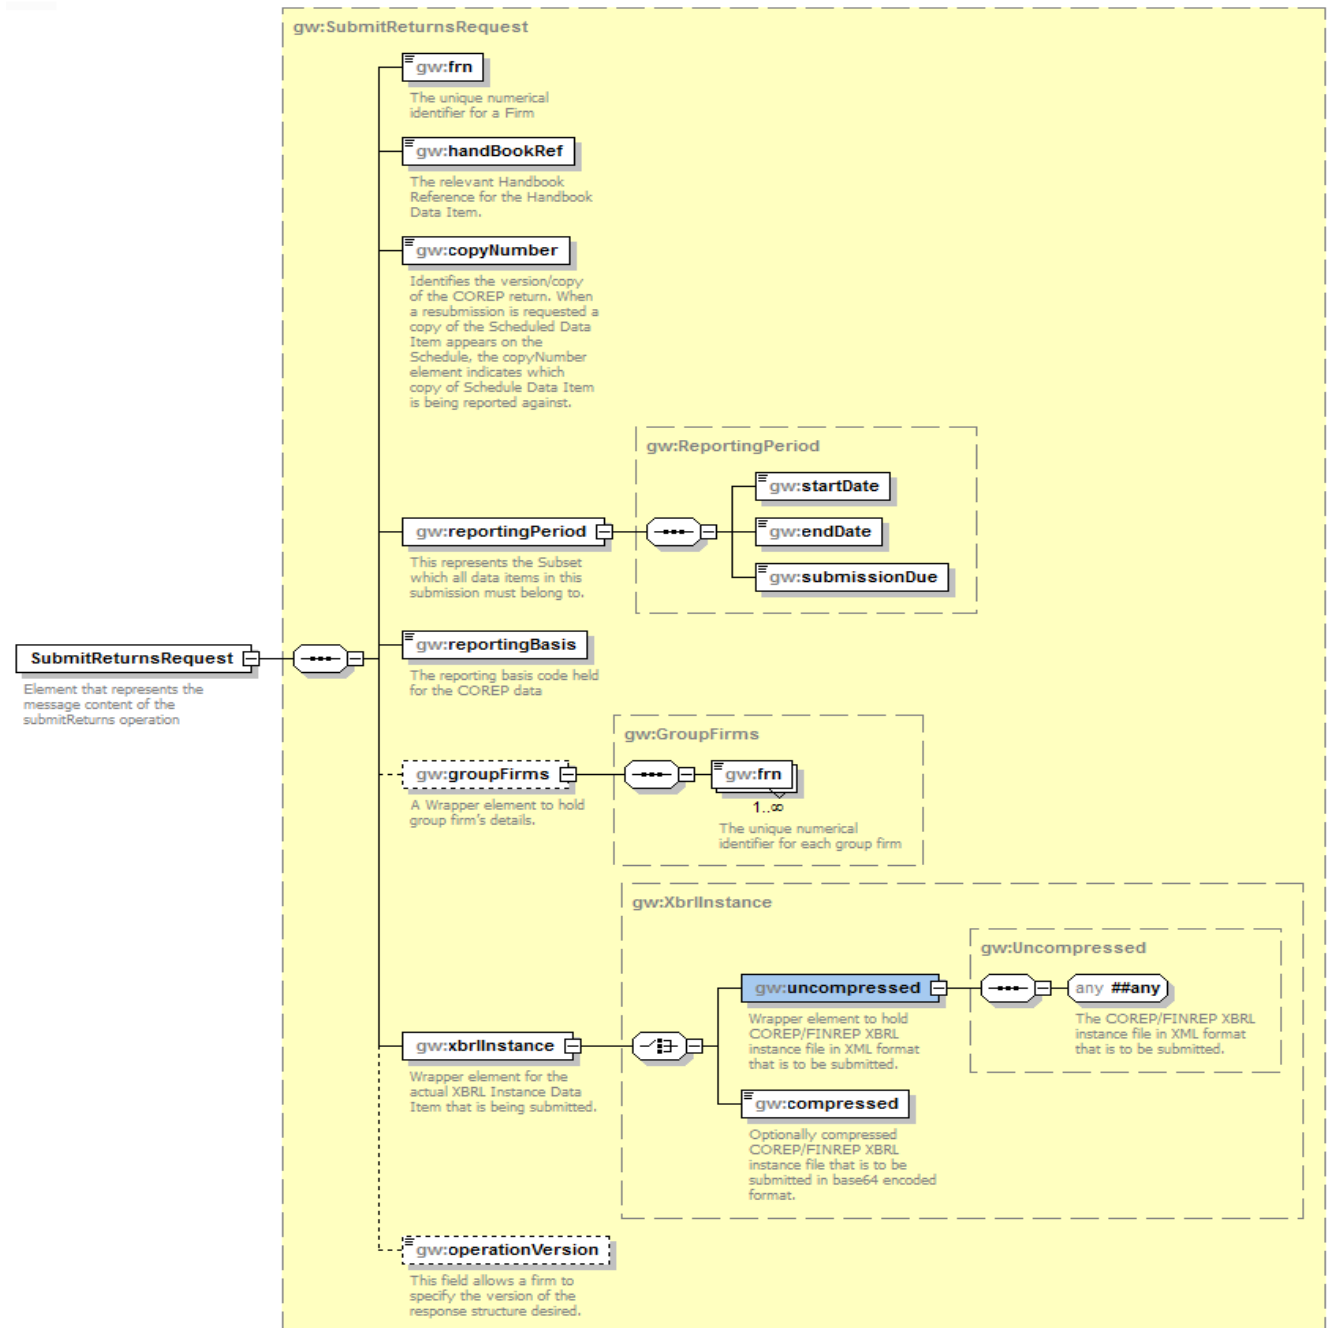 gw:SubmitReturnsRequest
gw:frn
The unique numerical
identifier for a Firm
gw:handBookRef
The relevant Handbook
Reference for the Handbook
Data Item.
gw:copyNumber
Identifies the version/copy
of the COREP return. When
a resubmission is requested a
copy of the Scheduled Data
Item appears on the
Schedule, the copyNumber
element indicates which
copy of Schedule Data Item
is being reported against.
gw:ReportingPeriod
gw:startDate
gw:reportingPeriod
gw:endDate
This represents the Subset
which all data items in this
submission must belong to.
gw:submissionDue
SubmitReturnsRequest
Element that represents the
message content of the
submitReturns operation
gw:reportingBasis
The reporting basis code held
for the COREP data
gw:GroupFirms
gw:groupFirms
A Wrapper element to hold
group firm's details.
gw:frn
1..∞
The unique numerical
identifier for each group firm
gw:XbrlInstance
gw:Uncompressed
gw:uncompressed
Wrapper element to hold
COREP/FINREP XBRL
instance file in XML format
that is to be submitted.
any ##any
The COREP/FINREP XBRL
instance file in XML format
that is to be submitted.
gw:xbrlInstance
Wrapper element for the
actual XBRL Instance Data
Item that is being submitted.
gw:compressed
Optionally compressed
COREP/FINREP XBRL
instance file that is to be
submitted in base64 encoded
format.
gw:operationVersion
This field allows a firm to
specify the version of the
response structure desired.